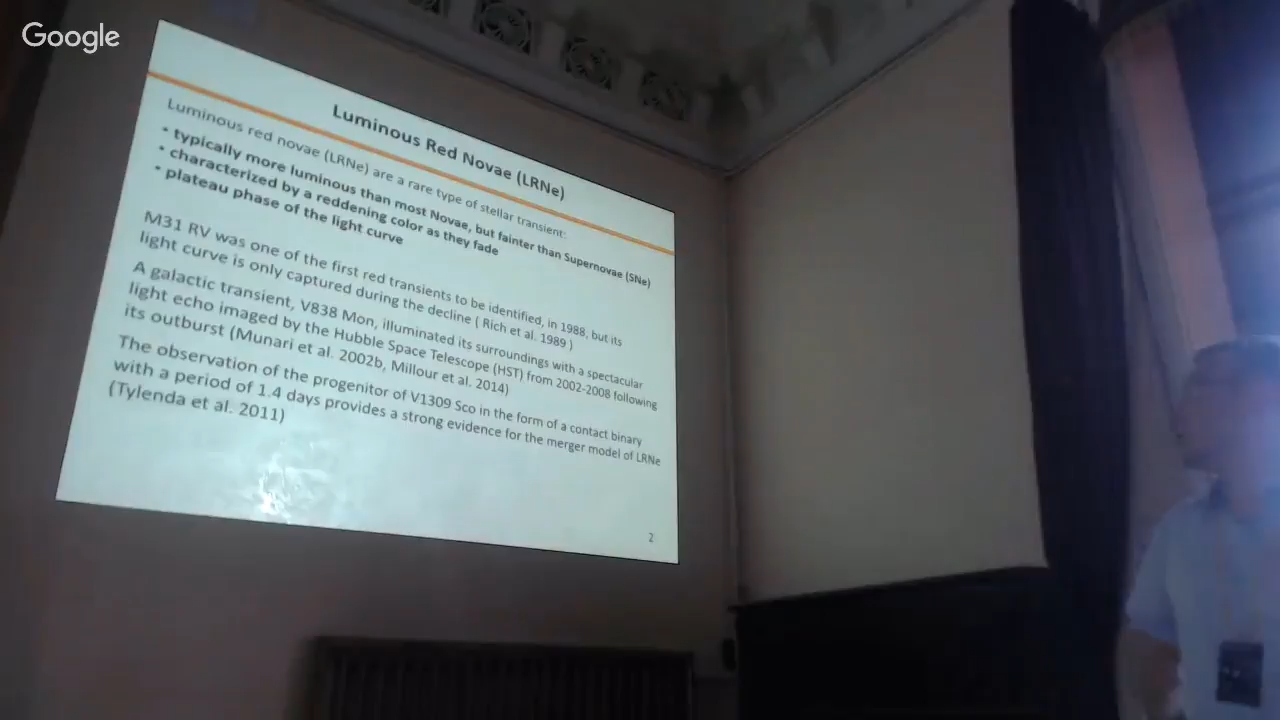 Google
Luminous Red Novae (LRNe)
Luminous red novae (LRNe) are a rare type of stellar transient:
• typically more luminous than most Novae, but fainter than Supernovae (SNe)
• characterized by a reddening color as they fade
• plateau phase of the light curve
M31 RV was one of the first red transients to be identified, in 1988, but its
light curve is only captured during the decline ( Rich et al. 1989 )
A galactic transient, V838 Mon, illuminated its surroundings with a spectacular
light echo imaged by the Hubble Space Telescope (HST) from 2002-2008 following
its outburst (Munari et al. 2002b, Millour et al. 2014)
The observation of the progenitor of V1309 Sco in the form of a contact binary
with a period of 1.4 days provides a strong evidence for the merger model of LRNe
(Tylenda et al. 2011)
2